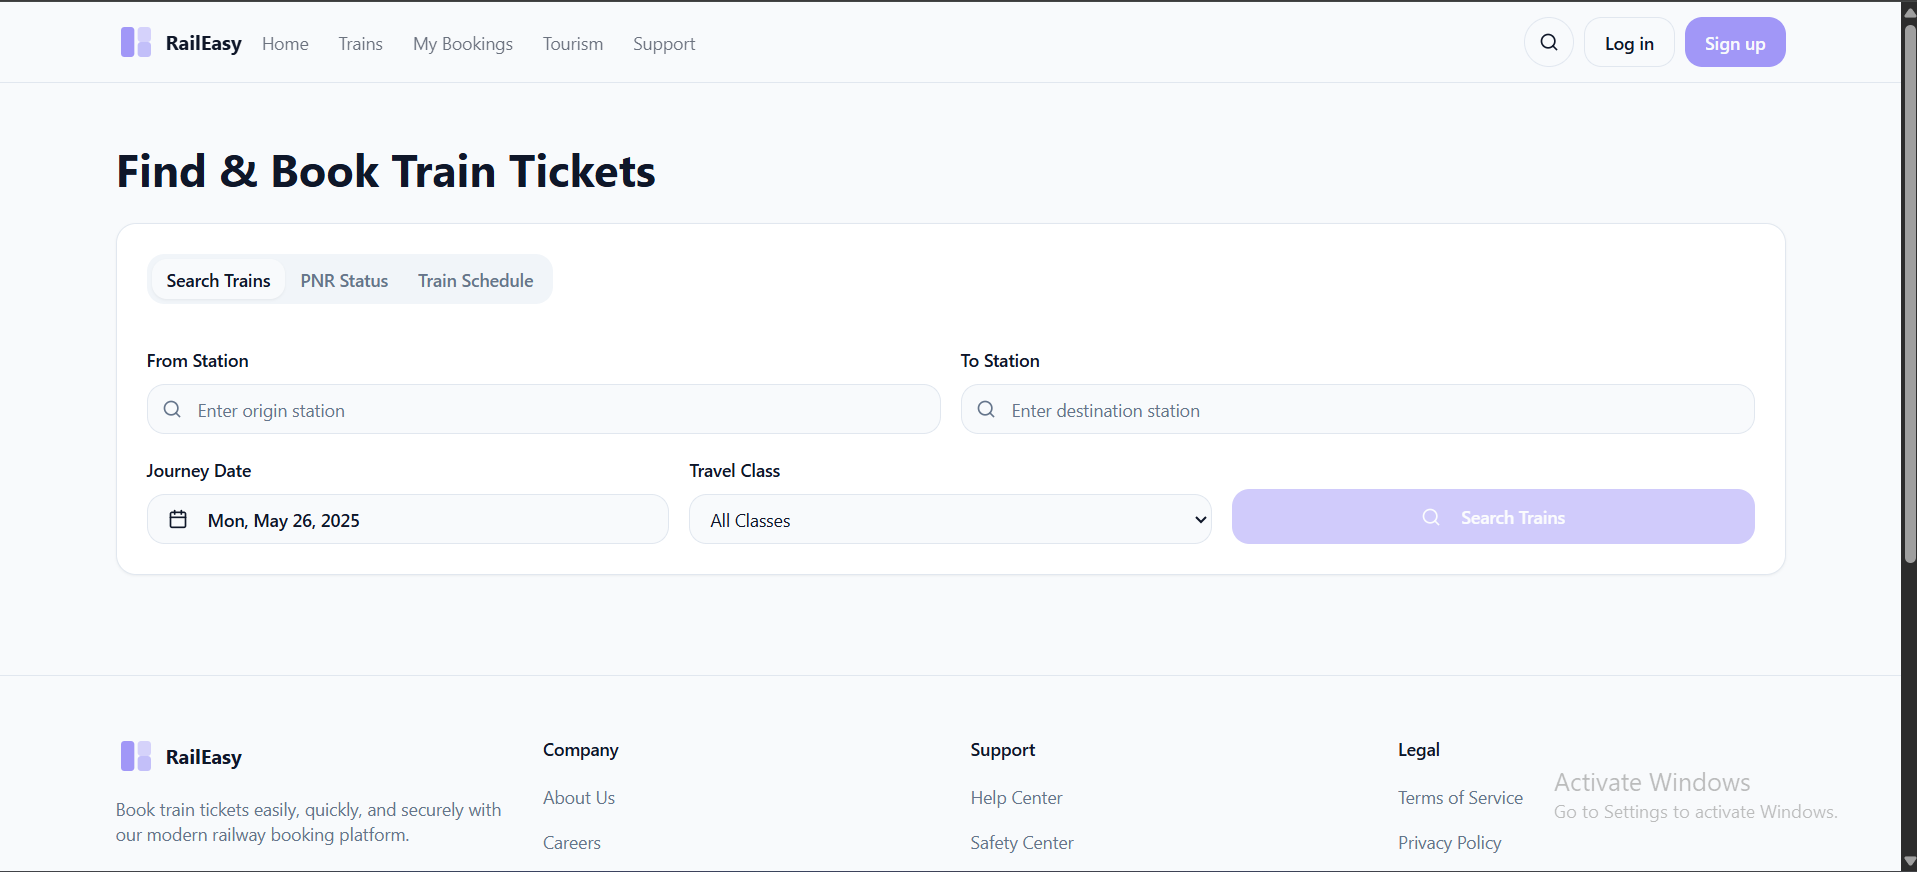 RailEasy Home Trains My Bookings Tourism Support Log in Sign up
Find & Book Train Tickets
Search Trains PNR Status Train Schedule
From Station To Station
Enter origin station Enter destination station
Journey Date Travel Class
Mon, May 26, 2025 All Classes Search Trains
RailEasy
Book train tickets easily, quickly, and securely with
our modern railway booking platform.
Company
About Us
Careers
Support
Help Center
Safety Center
Legal
Terms of Service
Privacy Policy
Activate Windows
Go to Settings to activate Windows.